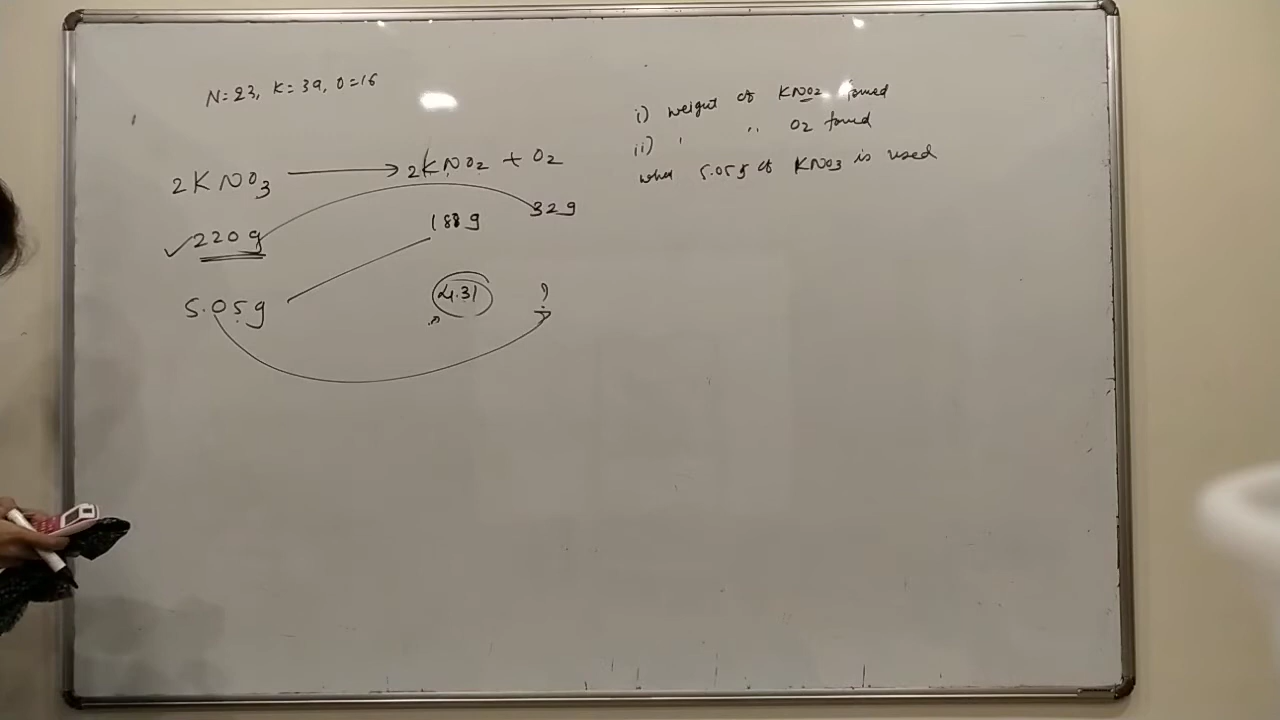 N=23, K=39, O=16
2KNO3 → 2KNO2 + O2
✓220g 188g 32g
5.05g 4.31 ?
i) weight of KNO2 formed
ii) " " O2 formed
when 5.05g of KNO3 is used